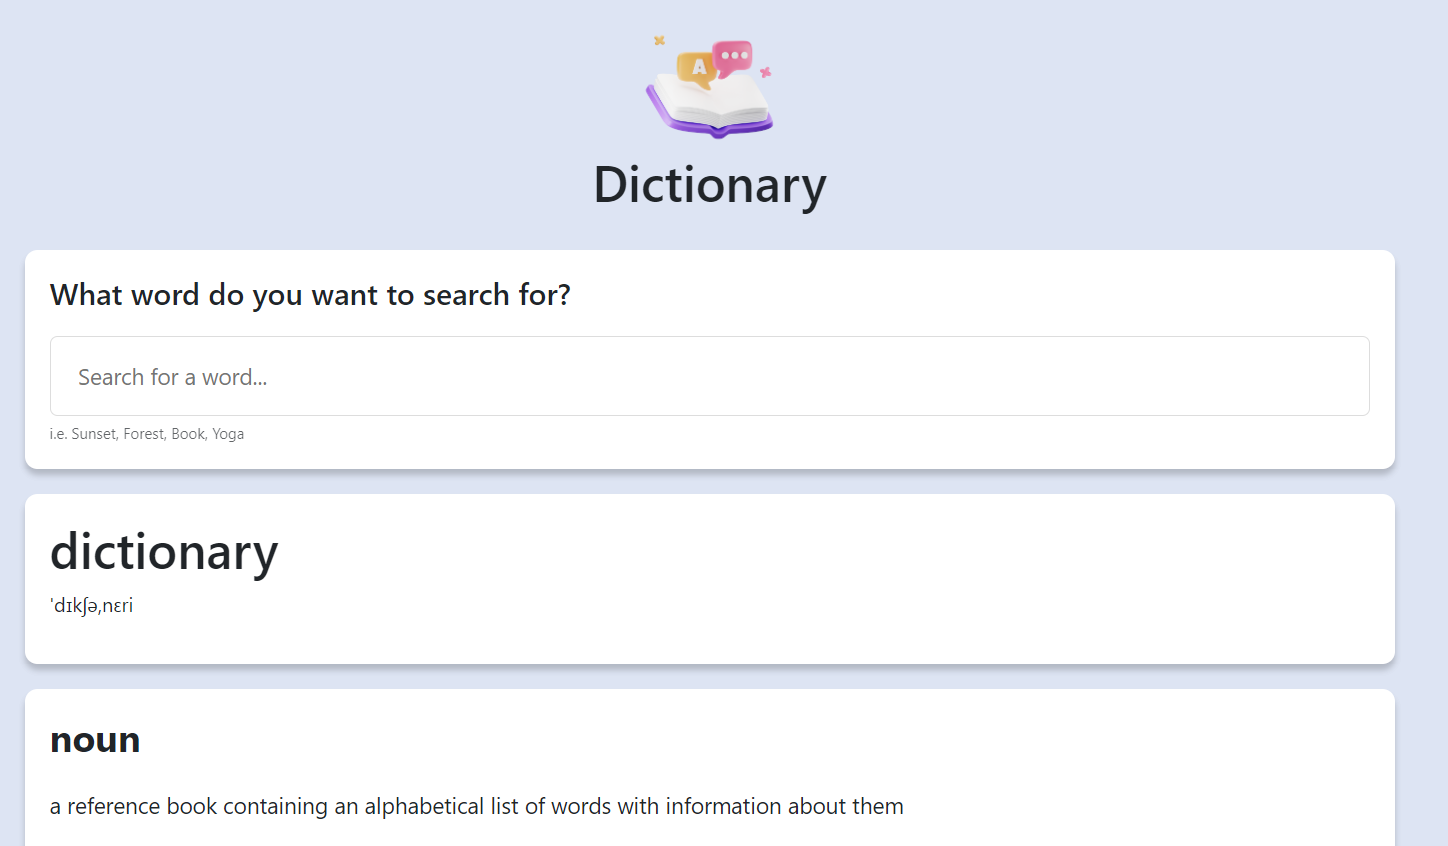 A
Dictionary
What word do you want to search for?
Search for a word...
i.e. Sunset, Forest, Book, Yoga
dictionary
ˈdɪkʃəˌnɛri
noun
a reference book containing an alphabetical list of words with information about them